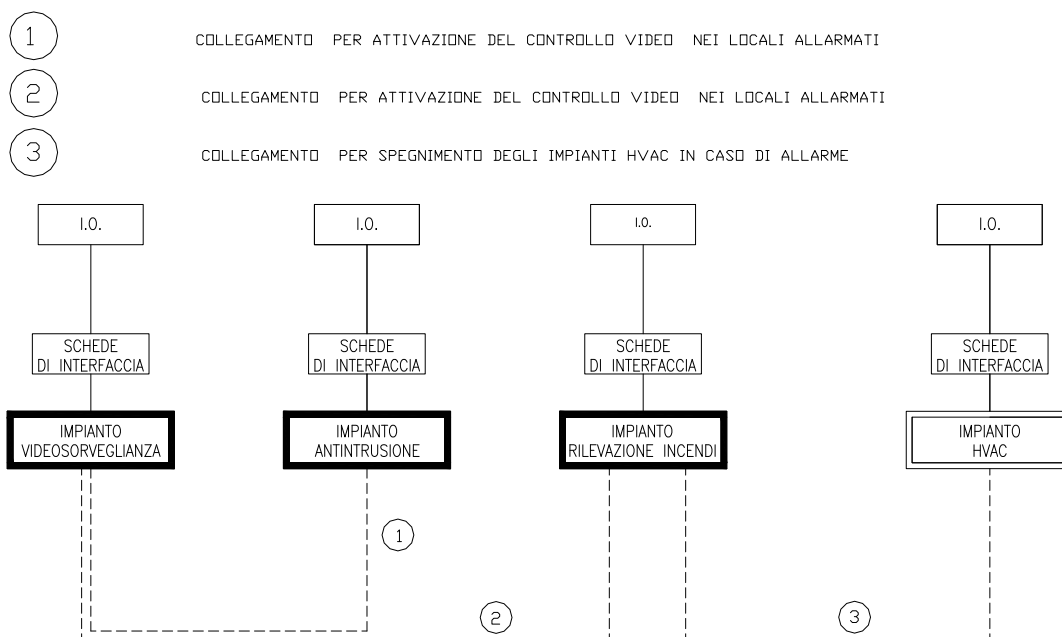 1 COLLEGAMENTO PER ATTIVAZIONE DEL CONTROLLO VIDEO NEI LOCALI ALLARMATI
2 COLLEGAMENTO PER ATTIVAZIONE DEL CONTROLLO VIDEO NEI LOCALI ALLARMATI
3 COLLEGAMENTO PER SPEGNIMENTO DEGLI IMPIANTI HVAC IN CASO DI ALLARME
I.O.
I.O.
I.O.
I.O.
SCHEDE
DI INTERFACCIA
SCHEDE
DI INTERFACCIA
SCHEDE
DI INTERFACCIA
SCHEDE
DI INTERFACCIA
IMPIANTO
VIDEOSORVEGLIANZA
IMPIANTO
ANTINTRUSIONE
IMPIANTO
RILEVAZIONE INCENDI
IMPIANTO
HVAC
1
2
3